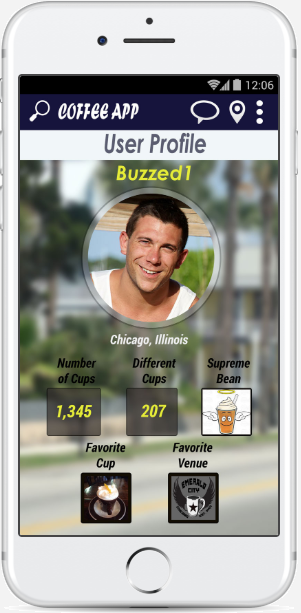 12:06
COFFEE APP
User Profile
Buzzed1
Chicago, Illinois
Number
of Cups
Different
Cups
Supreme
Bean
1,345
207
Favorite
Cup
Favorite
Venue
EMERALD
CITY